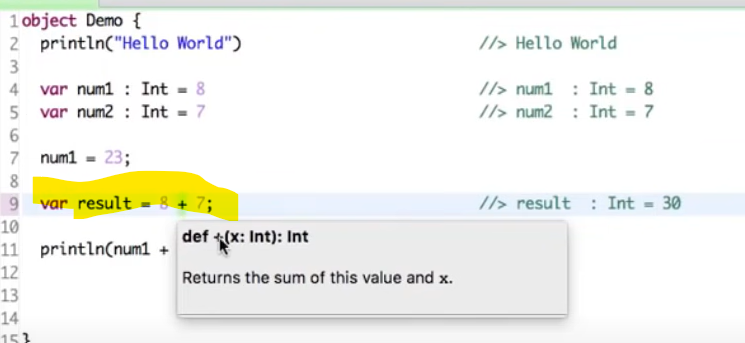 1 object Demo {
2 println("Hello World") //> Hello World
3
4 var num1 : Int = 8 //> num1 : Int = 8
5 var num2 : Int = 7 //> num2 : Int = 7
6
7 num1 = 23;
8
9 var result = 8 + 7; //> result : Int = 30
10
def +(x: Int): Int
11 println(num1 +
12
Returns the sum of this value and x.
13
14
15 }